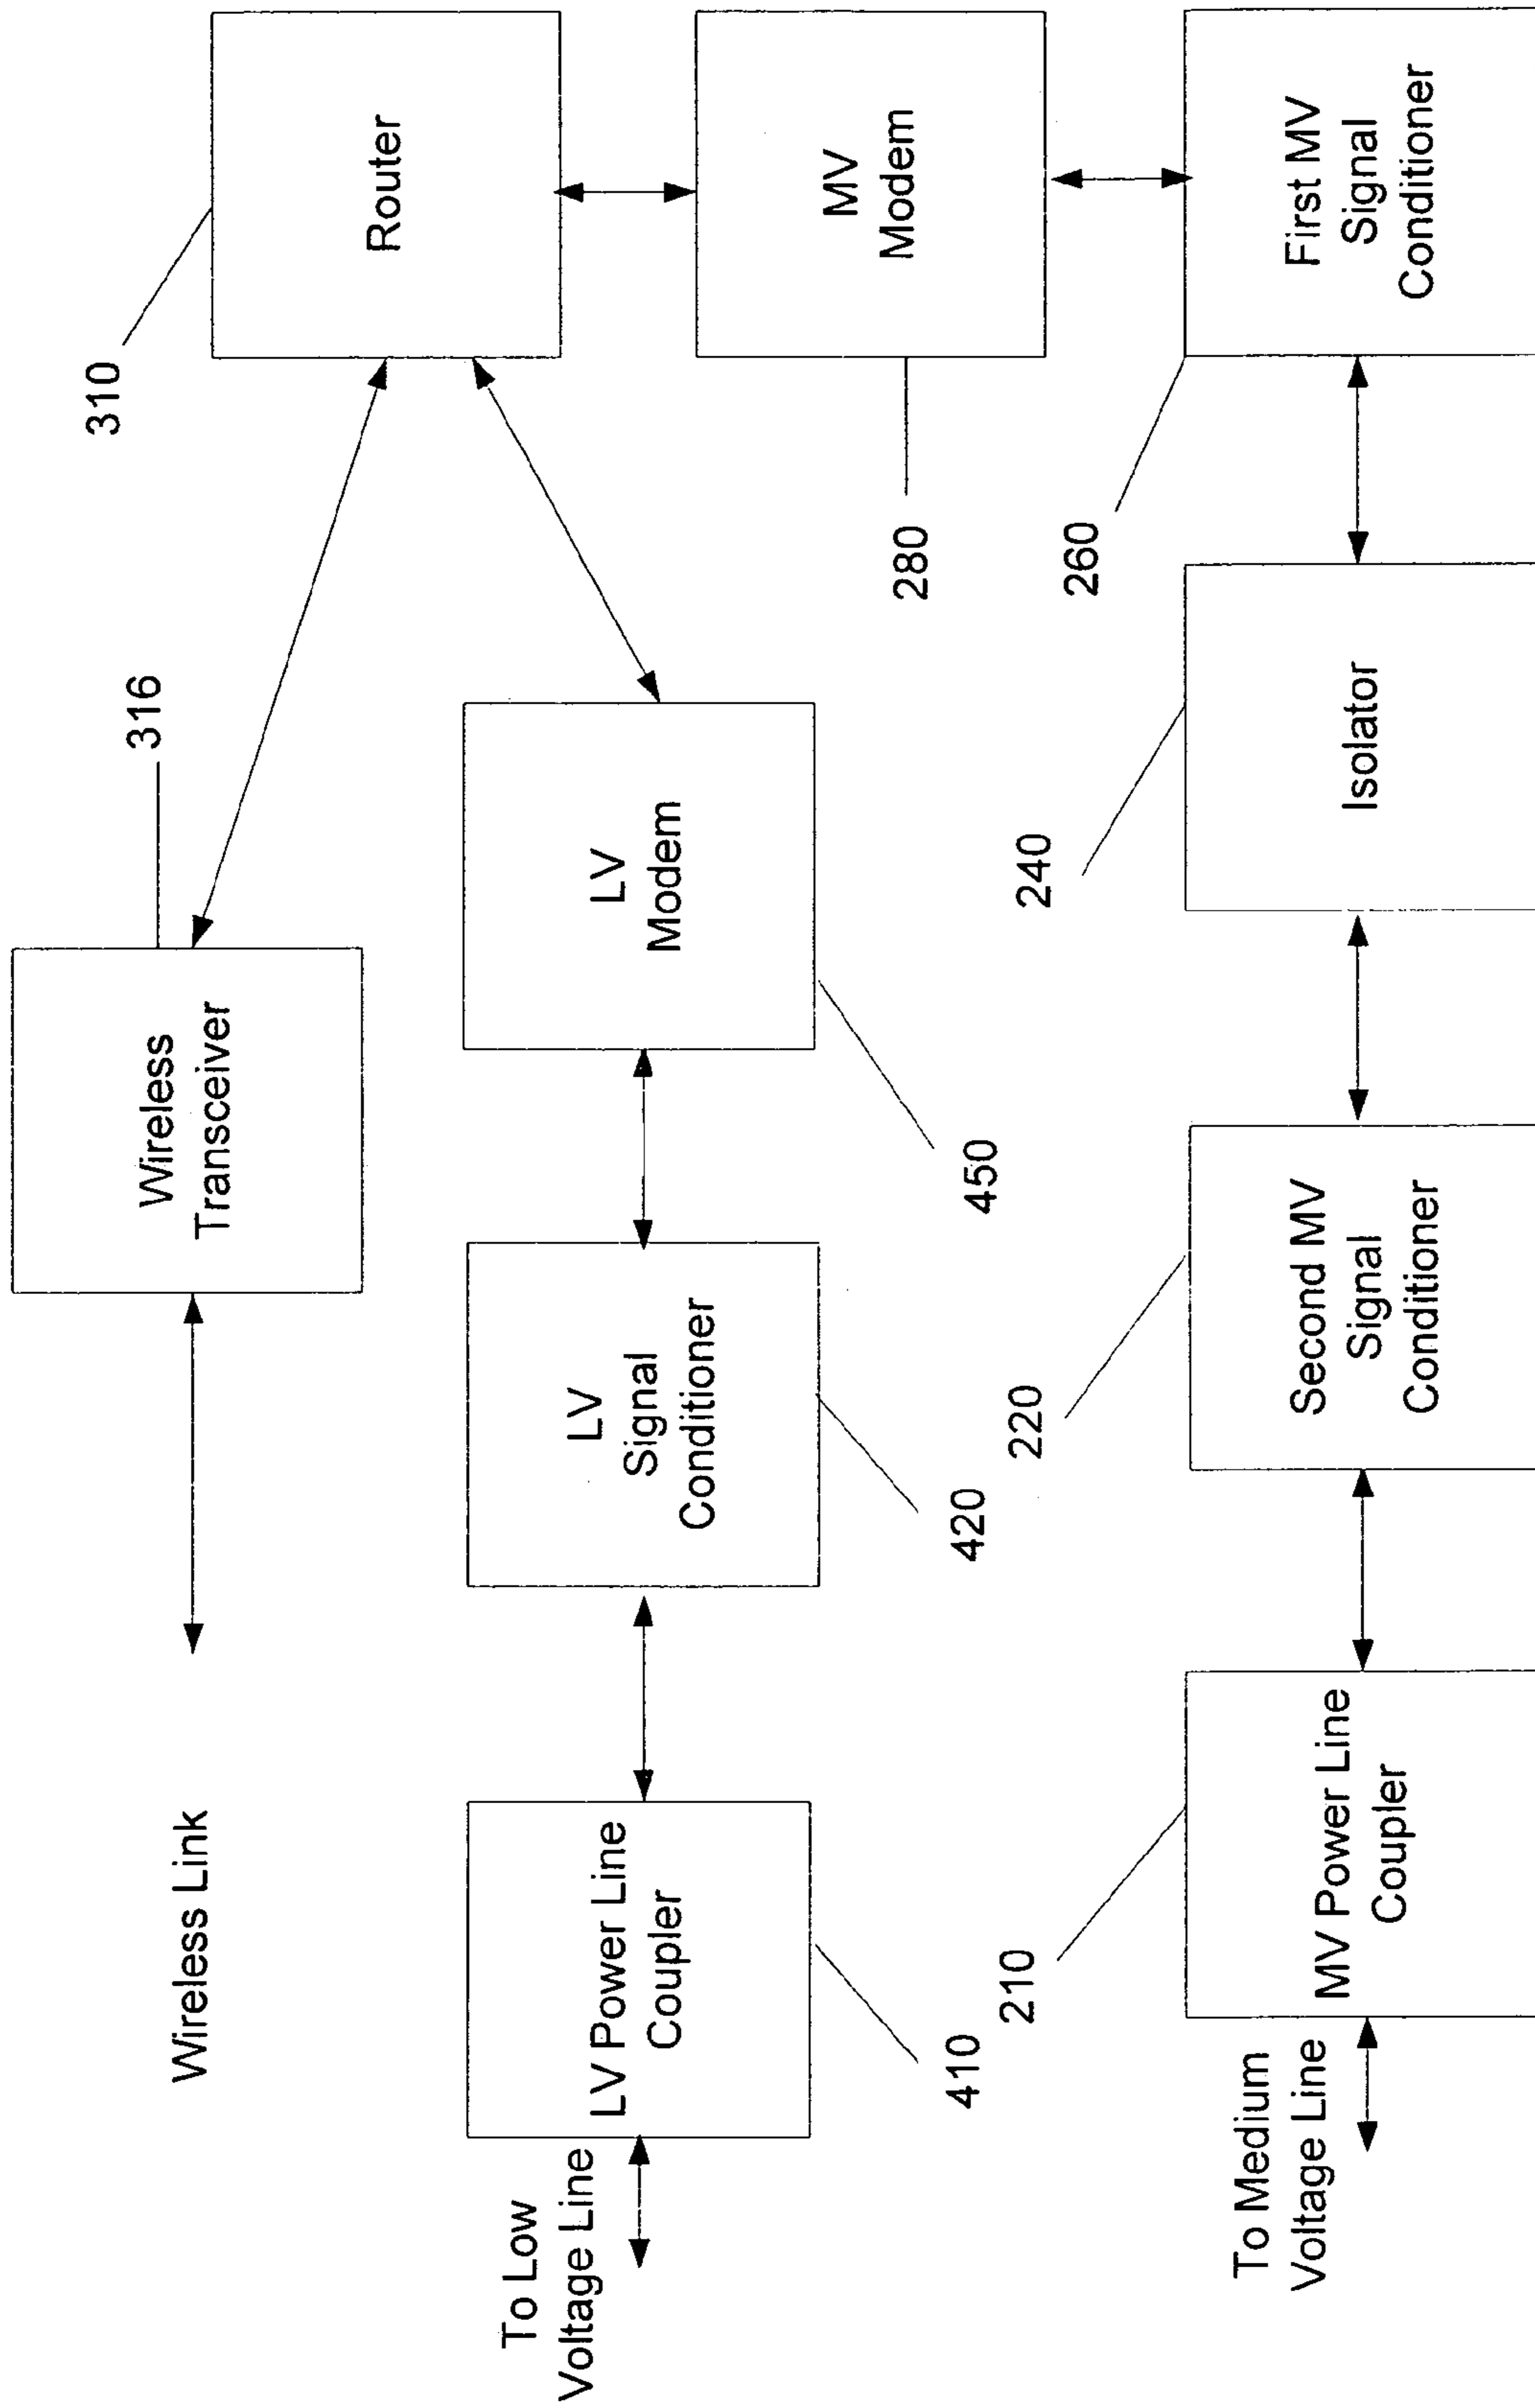 Wireless Link
Wireless
Transceiver
316
310
Router
To Low
Voltage Line
LV Power Line
Coupler
410
LV
Signal
Conditioner
420
LV
Modem
450
280
MV
Modem
To Medium
Voltage Line
MV Power Line
Coupler
210
Second MV
Signal
Conditioner
220
Isolator
240
First MV
Signal
Conditioner
260